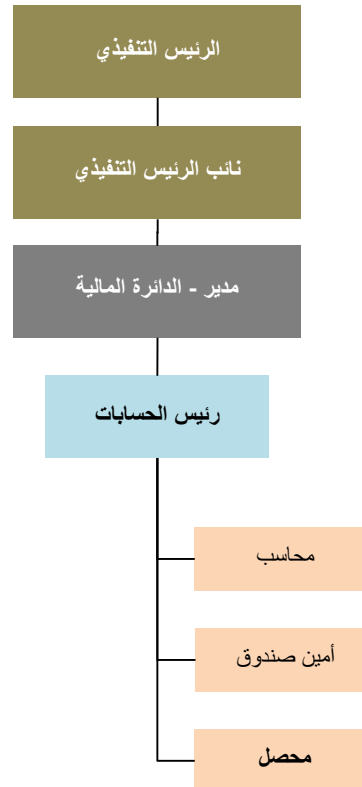 الرئيس التنفيذي
نائب الرئيس التنفيذي
مدير - الدائرة المالية
رئيس الحسابات
محاسب
أمين صندوق
محصل